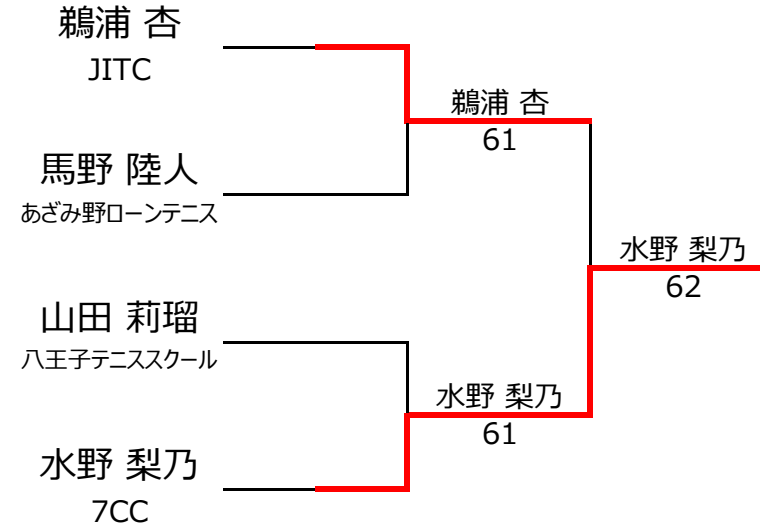 鵜浦 杏
JITC
馬野 陸人
あざみ野ローンテニス
山田 莉瑠
八王子テニススクール
水野 梨乃
7CC
鵜浦 杏
61
水野 梨乃
61
水野 梨乃
62